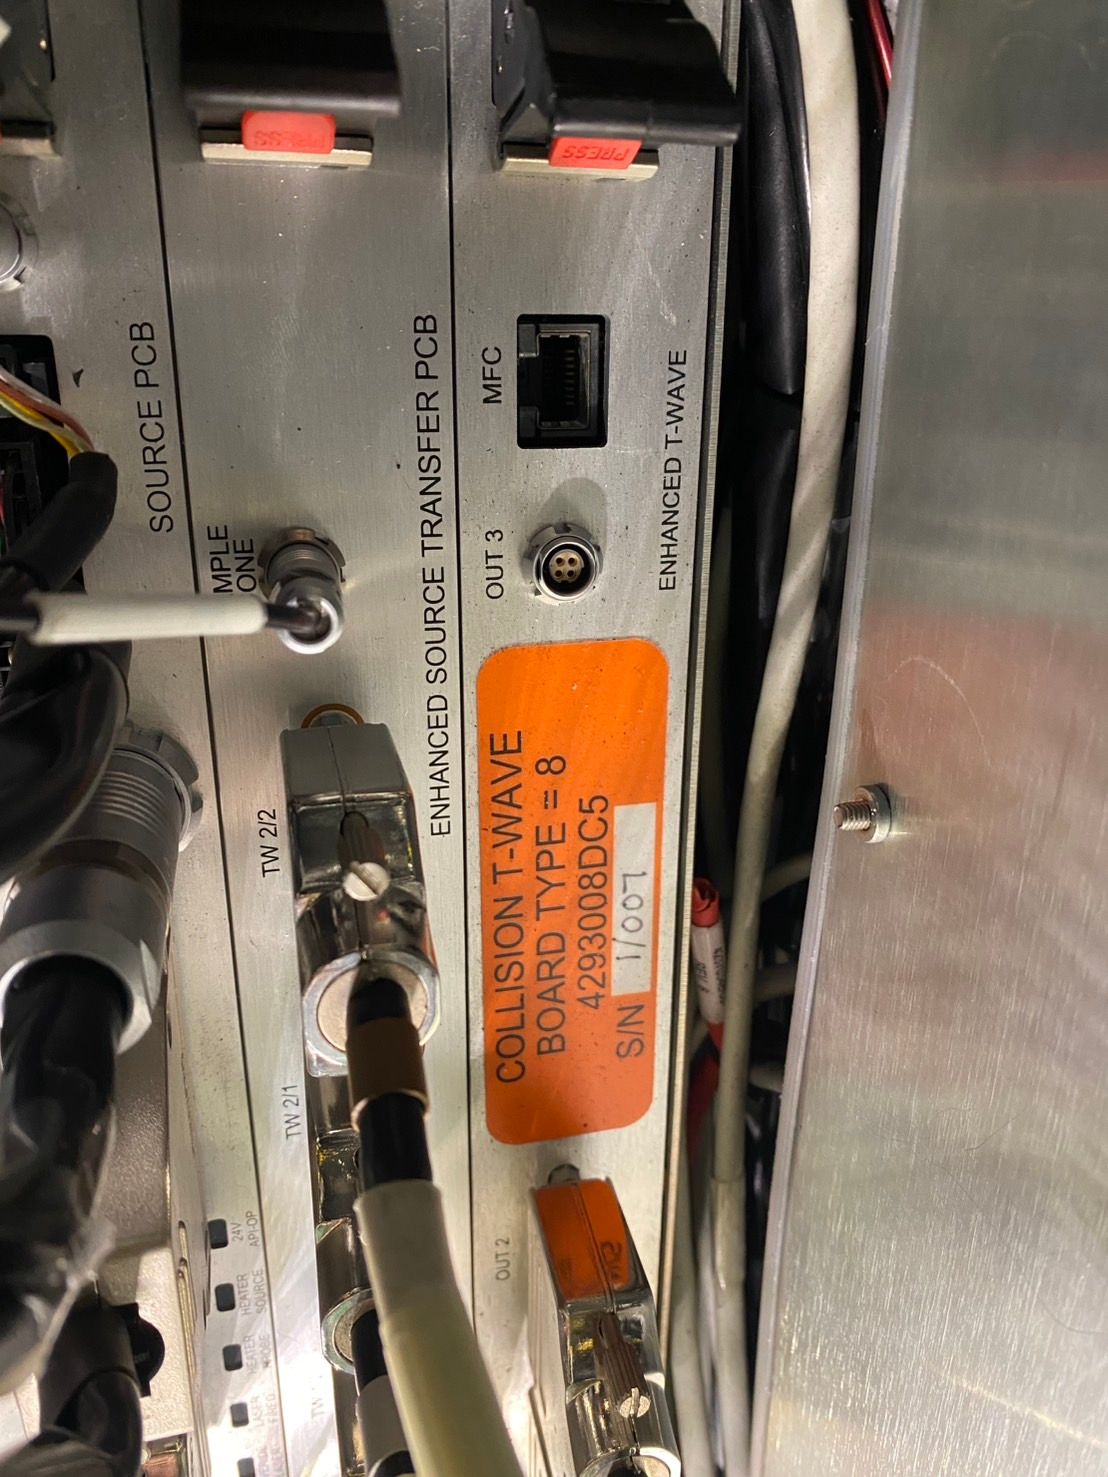 PRESS
PRESS
SOURCE PCB
MPLE
ONE
ENHANCED SOURCE TRANSFER PCB
MFC
OUT 3
ENHANCED T-WAVE
TW 2/2
TW 2/1
COLLISION T-WAVE
BOARD TYPE = 8
4293008DC5
S/N 1/007
OUT 2
24V
API-OP
HEATER
SOURCE
LASER